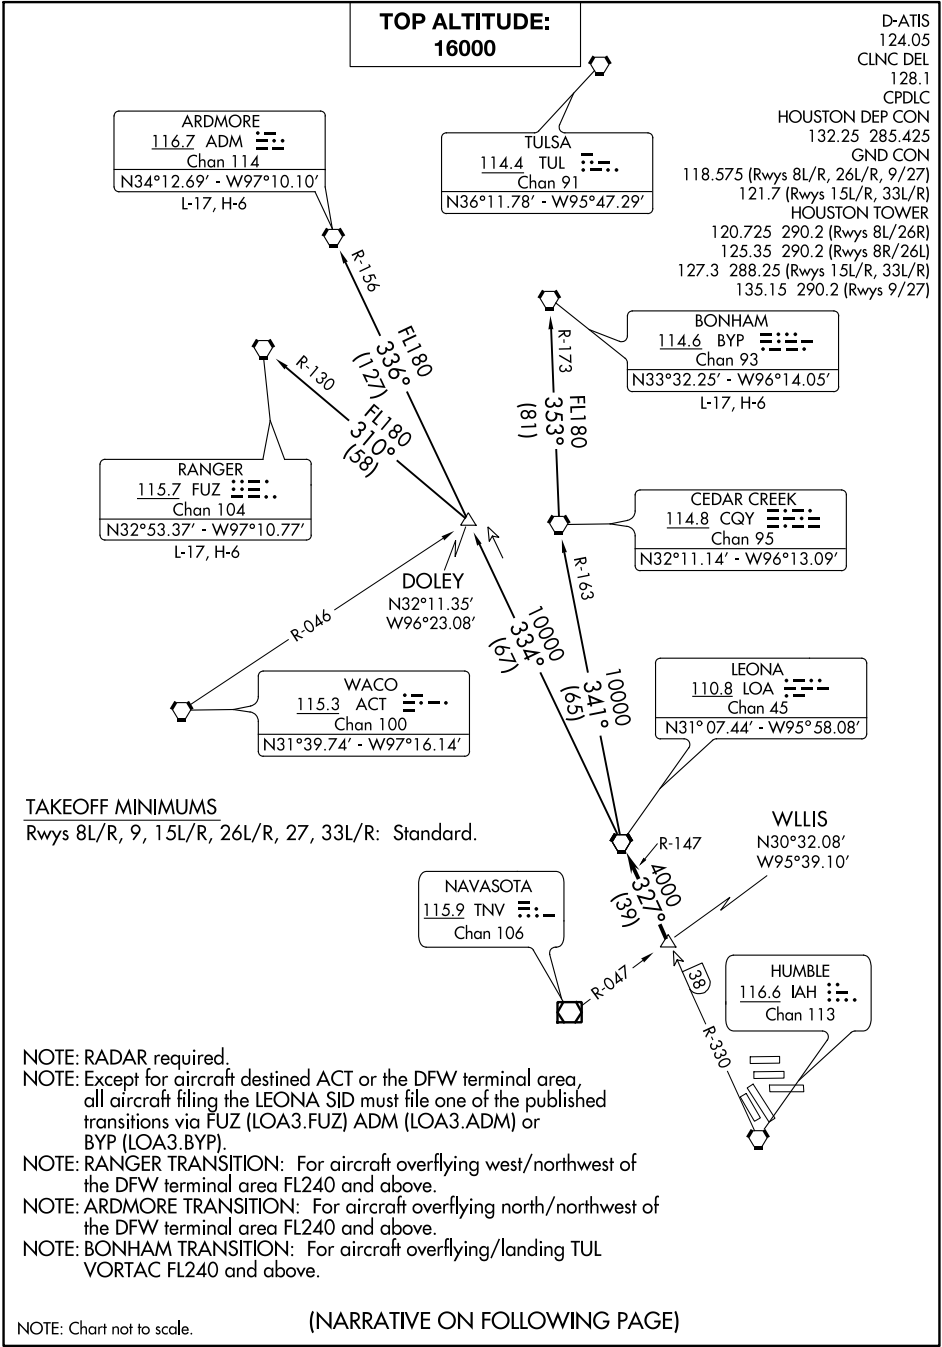 TOP ALTITUDE:
16000
D-ATIS
124.05
CLNC DEL
128.1
CPDLC
HOUSTON DEP CON
132.25 285.425
GND CON
118.575 (Rwys 8L/R, 26L/R, 9/27)
121.7 (Rwys 15L/R, 33L/R)
HOUSTON TOWER
120.725 290.2 (Rwys 8L/26R)
125.35 290.2 (Rwys 8R/26L)
127.3 288.25 (Rwys 15L/R, 33L/R)
135.15 290.2 (Rwys 9/27)
ARDMORE
116.7 ADM
Chan 114
N34°12.69' - W97°10.10'
L-17, H-6
TULSA
114.4 TUL
Chan 91
N36°11.78' - W95°47.29'
R-156
FL180
336°
(127)
R-130
FL180
310°
(58)
R-173
FL180
353°
(81)
BONHAM
114.6 BYP
Chan 93
N33°32.25' - W96°14.05'
L-17, H-6
RANGER
115.7 FUZ
Chan 104
N32°53.37' - W97°10.77'
L-17, H-6
CEDAR CREEK
114.8 CQY
Chan 95
N32°11.14' - W96°13.09'
DOLEY
N32°11.35'
W96°23.08'
R-046
R-163
10000
334°
(67)
10000
341°
(65)
WACO
115.3 ACT
Chan 100
N31°39.74' - W97°16.14'
LEONA
110.8 LOA
Chan 45
N31°07.44' - W95°58.08'
TAKEOFF MINIMUMS
Rwys 8L/R, 9, 15L/R, 26L/R, 27, 33L/R: Standard.
WLLIS
N30°32.08'
W95°39.10'
R-147
4000
327°
(39)
NAVASOTA
115.9 TNV
Chan 106
R-047
38
R-330
HUMBLE
116.6 IAH
Chan 113
NOTE: RADAR required.
NOTE: Except for aircraft destined ACT or the DFW terminal area,
all aircraft filing the LEONA SID must file one of the published
transitions via FUZ (LOA3.FUZ) ADM (LOA3.ADM) or
BYP (LOA3.BYP).
NOTE: RANGER TRANSITION: For aircraft overflying west/northwest of
the DFW terminal area FL240 and above.
NOTE: ARDMORE TRANSITION: For aircraft overflying north/northwest of
the DFW terminal area FL240 and above.
NOTE: BONHAM TRANSITION: For aircraft overflying/landing TUL
VORTAC FL240 and above.
NOTE: Chart not to scale.
(NARRATIVE ON FOLLOWING PAGE)